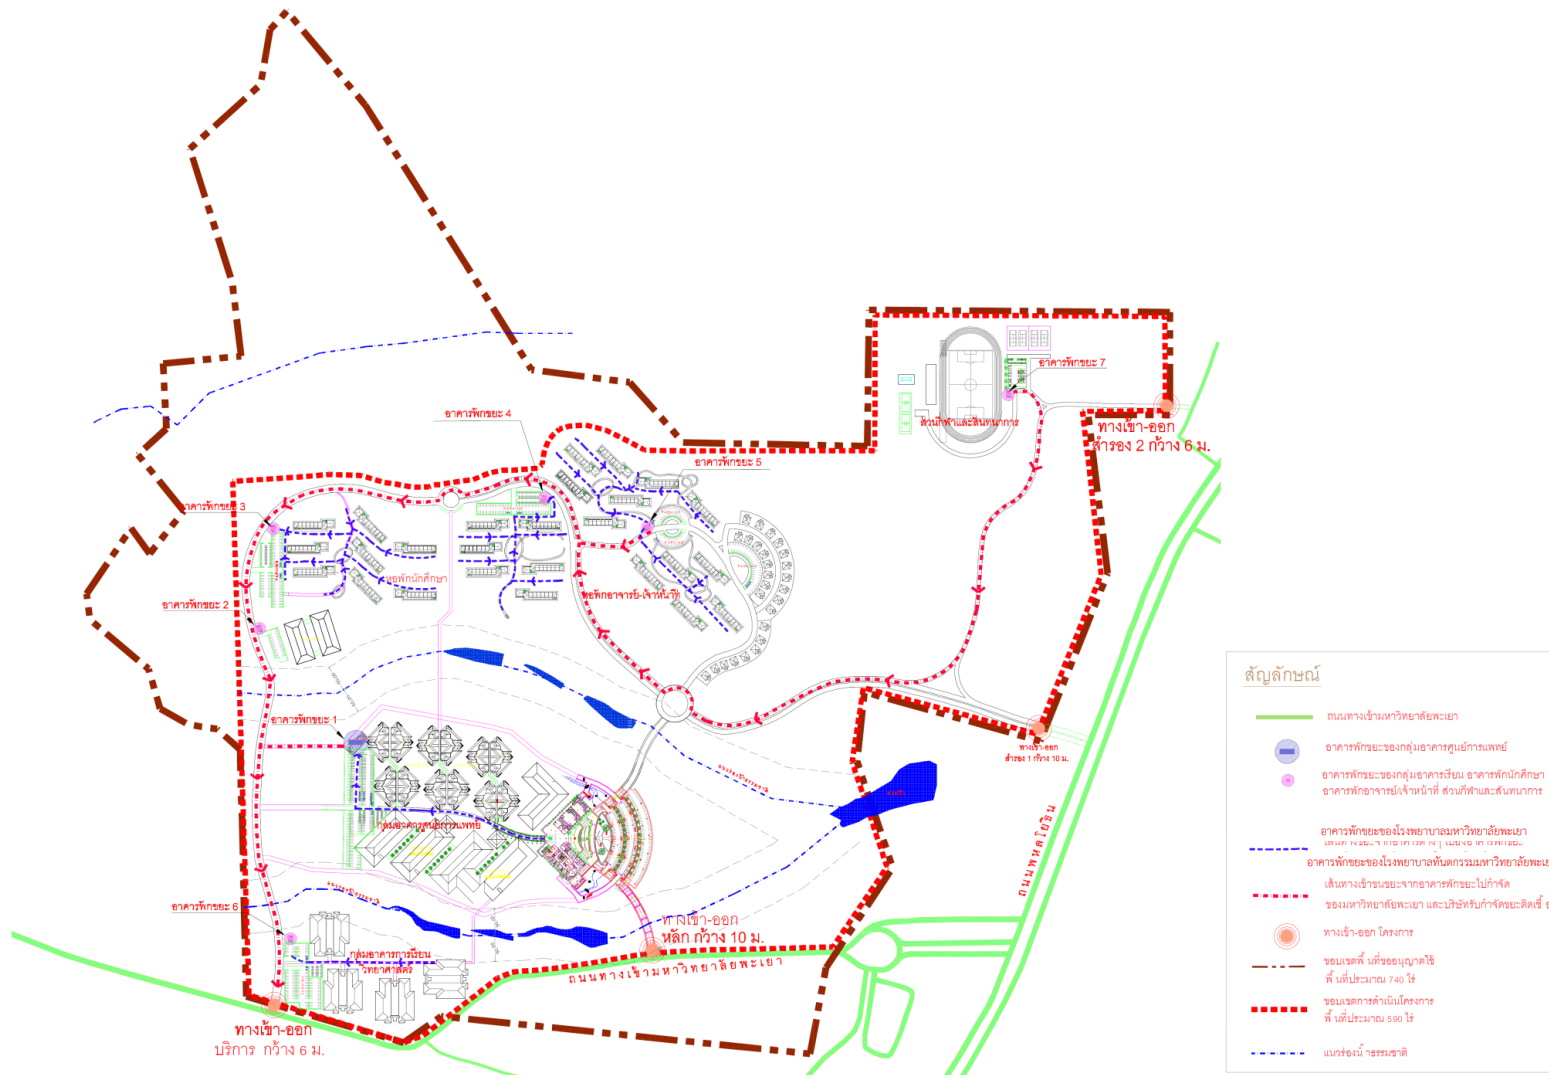 อาคารพักขยะ 7
อาคารพักขยะ 4
ส่วนกีฬาและสันทนาการ
ทางเข้า-ออก
สำรอง 2 กว้าง 6 ม.
อาคารพักขยะ 5
อาคารพักขยะ 3
หอพักนักศึกษา
หอพักอาจารย์-เจ้าหน้าที่
อาคารพักขยะ 2
อาคารพักขยะ 1
ทางเข้า-ออก
สำรอง 1 กว้าง 10 ม.
แนวร่องน้ำธรรมชาติ
กลุ่มอาคารศูนย์การแพทย์
ถนนพหลโยธิน
แนวร่องน้ำธรรมชาติ
อาคารพักขยะ 6
ทางเข้า-ออก
หลัก กว้าง 10 ม.
กลุ่มอาคารการเรียน
วิทยาศาสตร์
ถนนทางเข้ามหาวิทยาลัยพะเยา
ทางเข้า-ออก
บริการ กว้าง 6 ม.
สัญลักษณ์
ถนนทางเข้ามหาวิทยาลัยพะเยา
อาคารพักขยะของกลุ่มอาคารศูนย์การแพทย์
อาคารพักขยะของกลุ่มอาคารเรียน อาคารพักนักศึกษา
อาคารพักอาจารย์/เจ้าหน้าที่ ส่วนกีฬาและสันทนาการ
อาคารพักขยะของโรงพยาบาลมหาวิทยาลัยพะเยา
อาคารพักขยะของโรงพยาบาลทันตกรรมมหาวิทยาลัยพะเย
เส้นทางเข้าขนขยะจากอาคารพักขยะไปกำจัด
ของมหาวิทยาลัยพะเยา และบริษัทรับกำจัดขยะติดเชื้อ
ทางเข้า-ออก โครงการ
ขอบเขตพื้นที่ขออนุญาตใช้
พื้นที่ประมาณ 740 ไร่
ขอบเขตการดำเนินโครงการ
พื้นที่ประมาณ 590 ไร่
แนวร่องน้ำธรรมชาติ